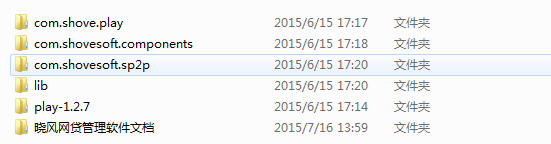 com.shove.play 2015/6/15 17:17 文件夹
com.shovesoft.components 2015/6/15 17:18 文件夹
com.shovesoft.sp2p 2015/6/15 17:20 文件夹
lib 2015/6/15 17:20 文件夹
play-1.2.7 2015/6/15 17:14 文件夹
晓风网贷管理软件文档 2015/7/16 13:59 文件夹